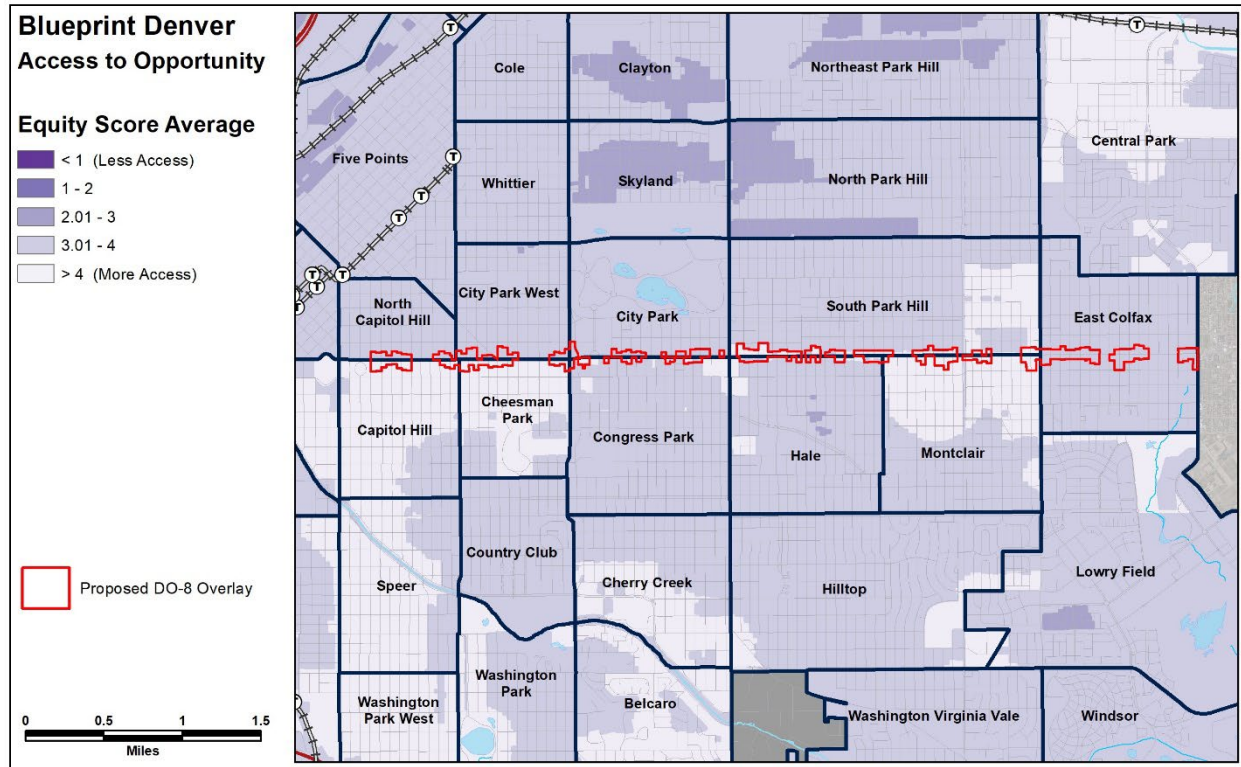 Blueprint Denver
Access to Opportunity
Equity Score Average
< 1 (Less Access)
1 - 2
2.01 - 3
3.01 - 4
> 4 (More Access)
Proposed DO-8 Overlay
0 0.5 1 1.5
Miles
T
Cole
Clayton
Northeast Park Hill
T
Central Park
Five Points
T
Whittier
Skyland
North Park Hill
T
T
T
T
T
T
North
Capitol Hill
City Park West
City Park
South Park Hill
East Colfax
Capitol Hill
Cheesman
Park
Congress Park
Hale
Montclair
Speer
Country Club
Cherry Creek
Hilltop
Lowry Field
Washington
Park West
Washington
Park
Belcaro
Washington Virginia Vale
Windsor
T